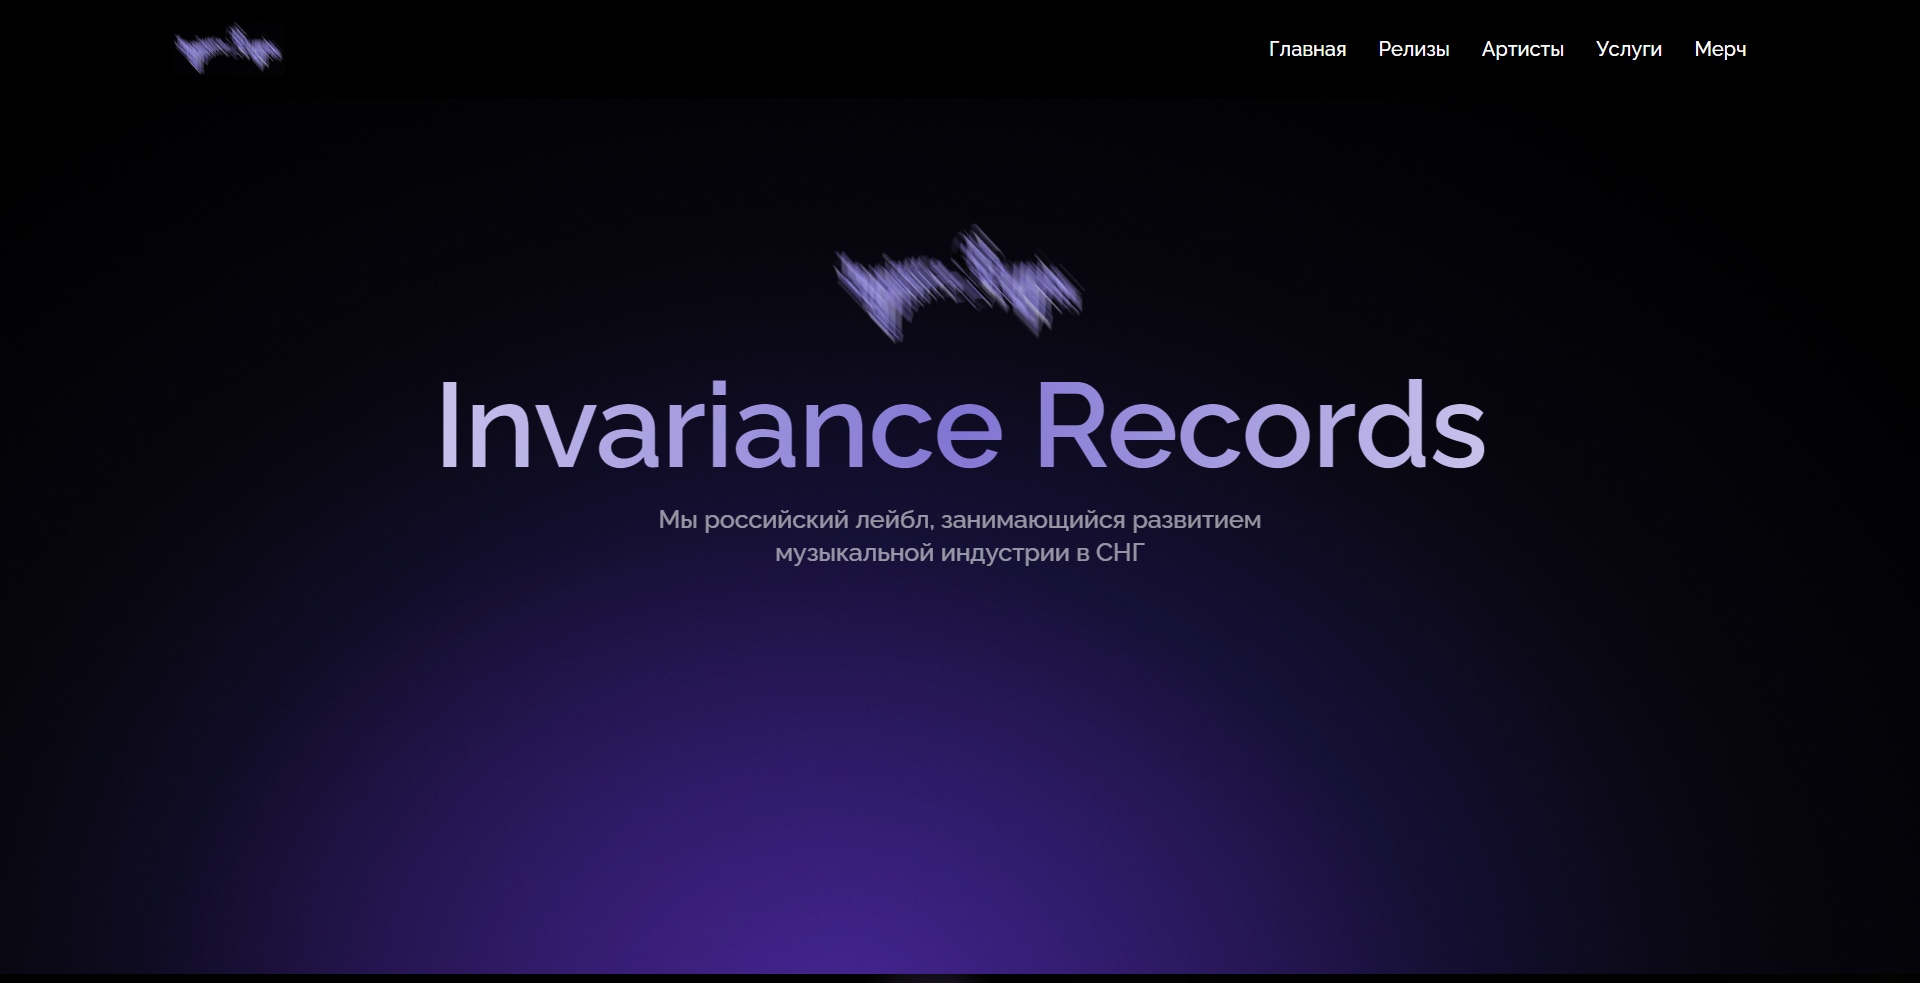 Главная Релизы Артисты Услуги Мерч
Invariance Records
Мы российский лейбл, занимающийся развитием
музыкальной индустрии в СНГ